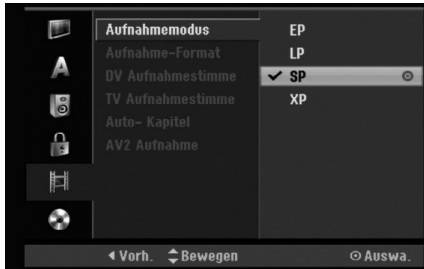 Aufnahmemodus EP
Aufnahme-Format LP
DV Aufnahmestimme SP
TV Aufnahmestimme XP
Auto- Kapitel
AV2 Aufnahme
A
Vorh. Bewegen Auswa.